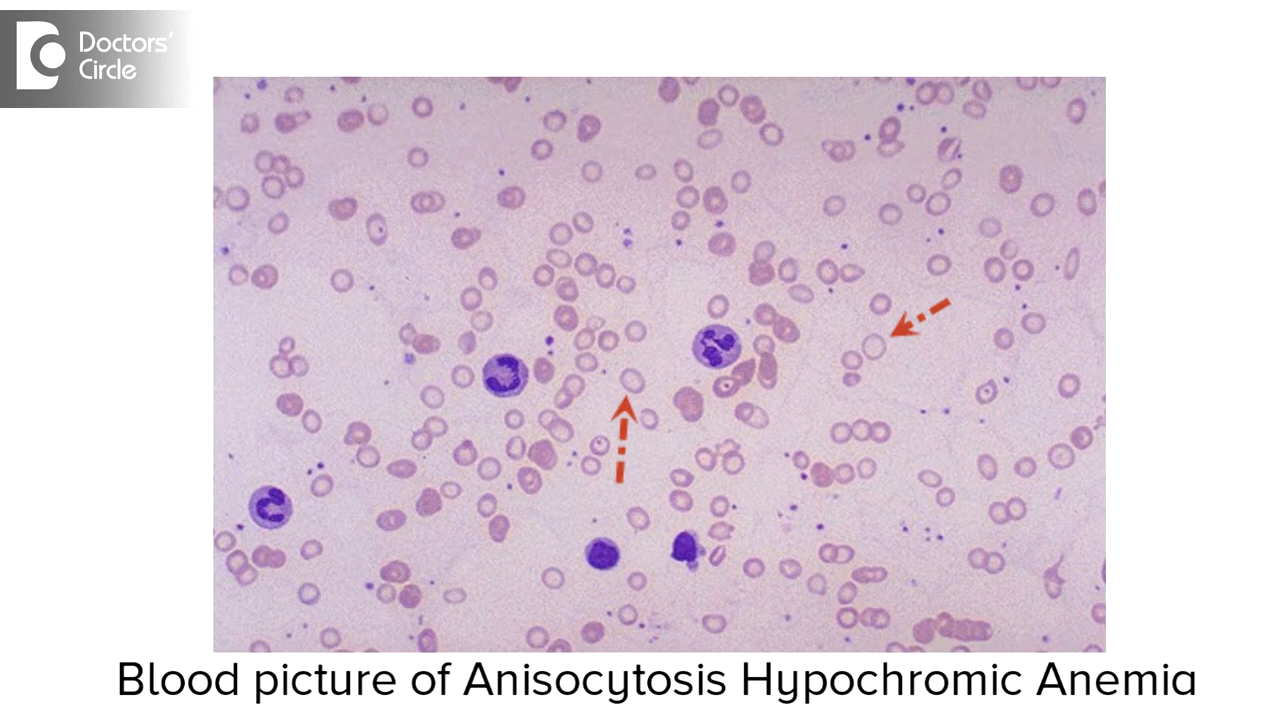 Doctors'
Circle
Blood picture of Anisocytosis Hypochromic Anemia